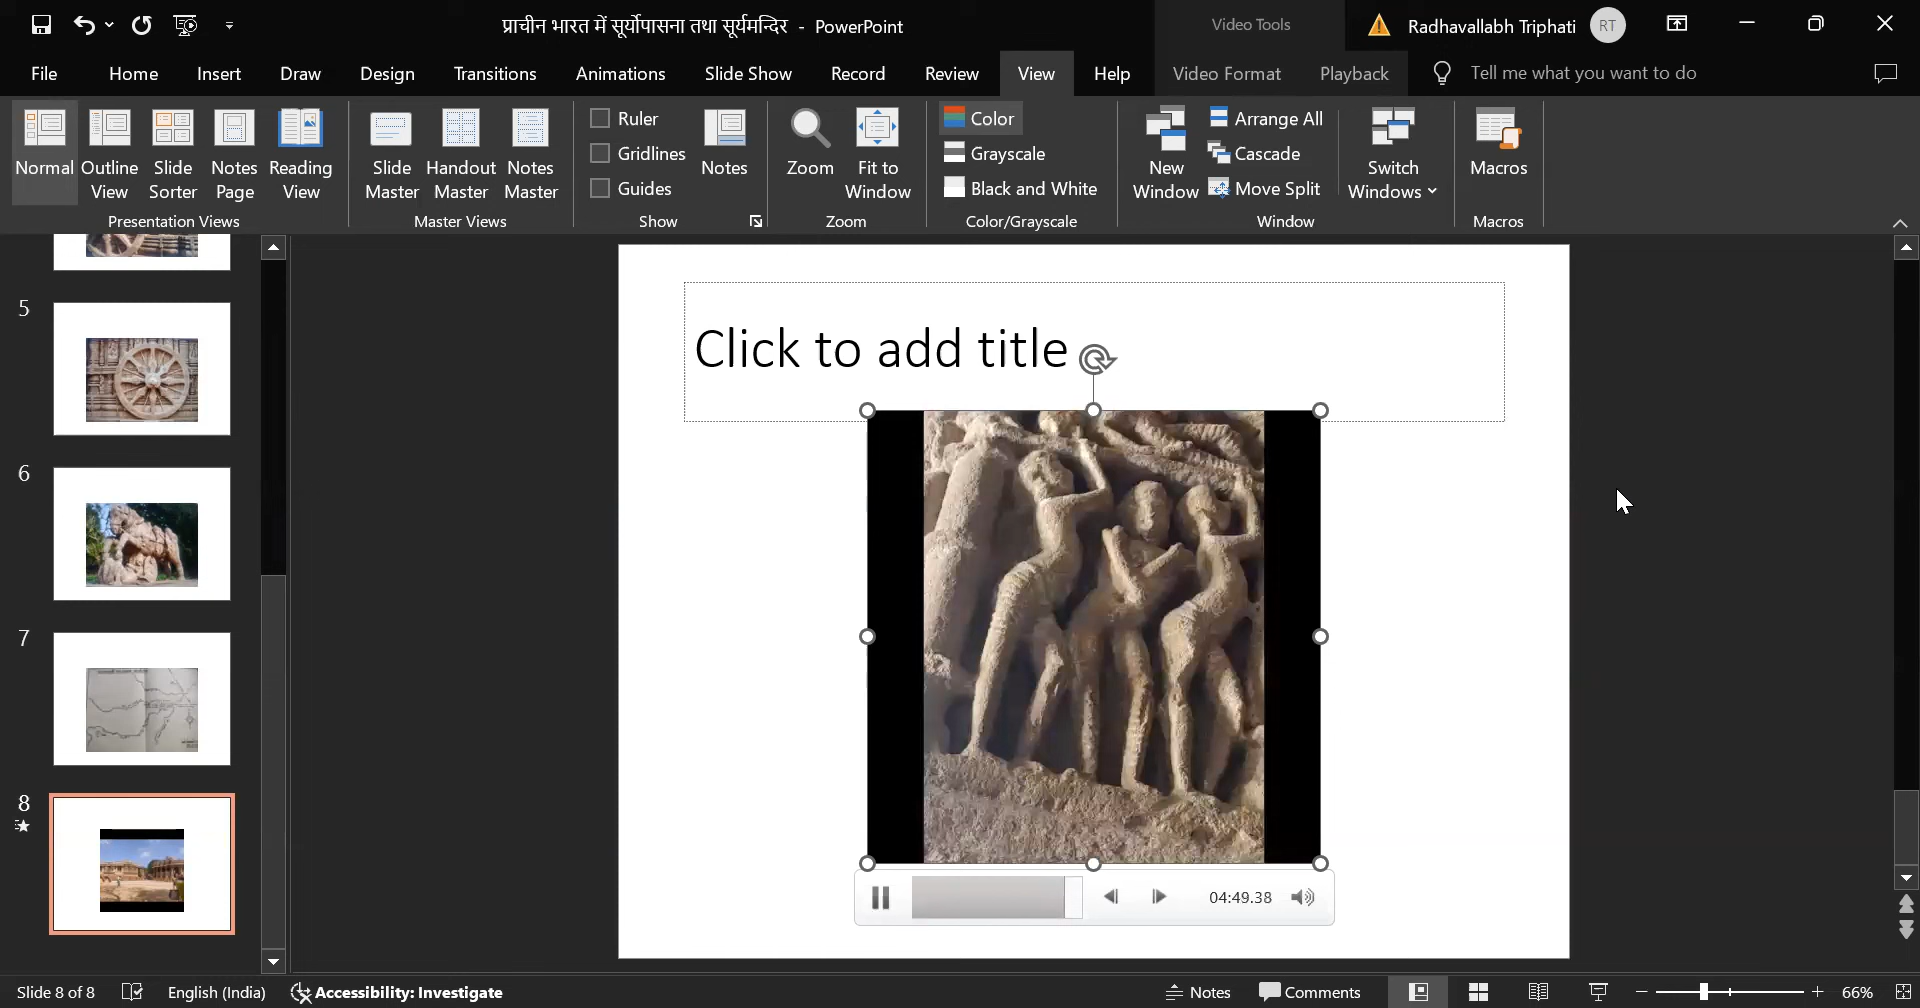 प्राचीन भारत में सूर्योपासना तथा सूर्यमन्दिर - PowerPoint
Video Tools
Radhavallabh Triphati
RT
File Home Insert Draw Design Transitions Animations Slide Show Record Review View Help Video Format Playback Tell me what you want to do
Normal
Outline View
Slide Sorter
Notes Page
Reading View
Presentation Views
Slide Master
Handout Master
Notes Master
Master Views
Ruler
Gridlines
Guides
Notes
Show
Zoom
Fit to Window
Zoom
Color
Grayscale
Black and White
Color/Grayscale
New Window
Arrange All
Cascade
Move Split
Switch Windows
Window
Macros
Macros
5
6
7
8
Click to add title
04:49.38
Slide 8 of 8 English (India) Accessibility: Investigate Notes Comments 66%